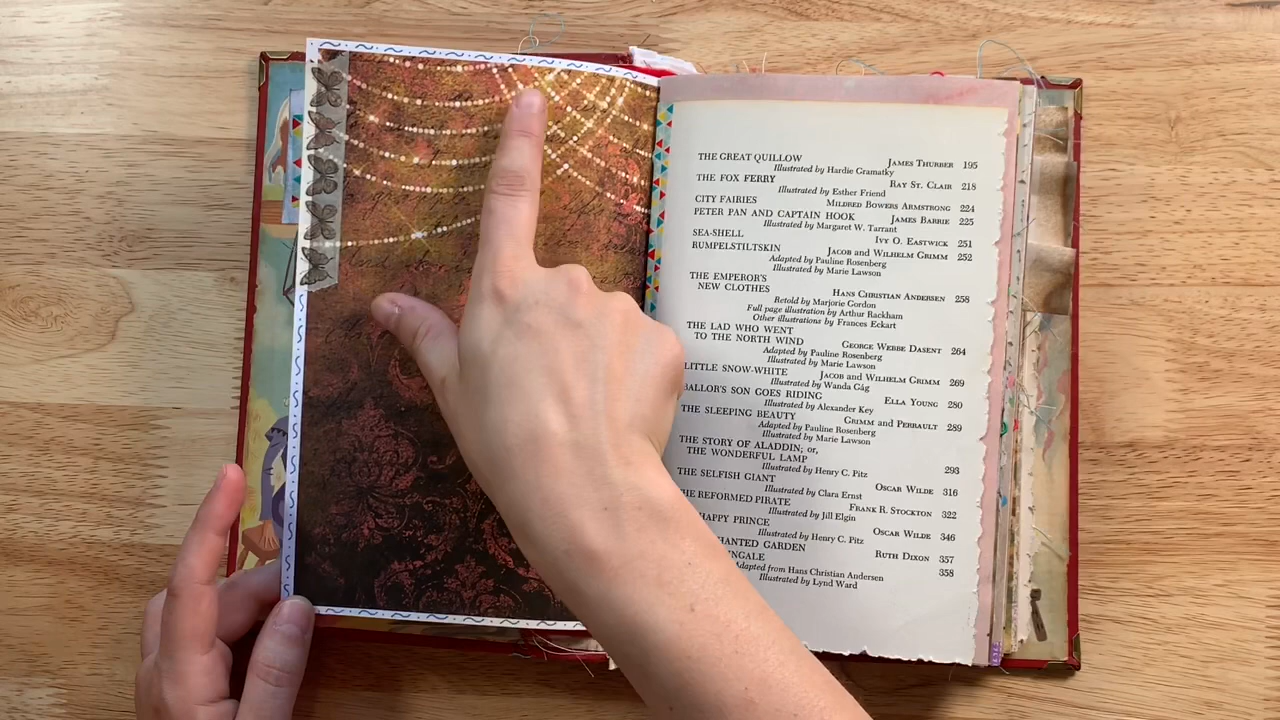 THE GREAT QUILLOW JAMES THURBER 195
Illustrated by Hardie Gramatky
THE FOX FERRY RAY ST. CLAIR 218
Illustrated by Esther Friend
CITY FAIRIES MILDRED BOWERS ARMSTRONG 224
PETER PAN AND CAPTAIN HOOK JAMES BARRIE 225
Illustrated by Margaret W. Tarrant
SEA-SHELL IVY O. EASTWICK 251
RUMPELSTILTSKIN JACOB AND WILHELM GRIMM 252
Adapted by Pauline Rosenberg
Illustrated by Marie Lawson
THE EMPEROR'S
NEW CLOTHES HANS CHRISTIAN ANDERSEN 258
Retold by Marjorie Gordon
Full page illustration by Arthur Rackham
Other illustrations by Frances Eckart
THE LAD WHO WENT
TO THE NORTH WIND GEORGE WEBBE DASENT 264
Adapted by Pauline Rosenberg
Illustrated by Marie Lawson
LITTLE SNOW-WHITE JACOB AND WILHELM GRIMM 269
Illustrated by Wanda Gág
BALLOR'S SON GOES RIDING ELLA YOUNG 280
Illustrated by Alexander Key
THE SLEEPING BEAUTY GRIMM AND PERRAULT 289
Adapted by Pauline Rosenberg
Illustrated by Marie Lawson
THE STORY OF ALADDIN; or,
THE WONDERFUL LAMP 293
Illustrated by Henry C. Pitz
THE SELFISH GIANT OSCAR WILDE 316
Illustrated by Clara Ernst
THE REFORMED PIRATE FRANK R. STOCKTON 322
Illustrated by Jill Elgin
HAPPY PRINCE OSCAR WILDE 346
Illustrated by Henry C. Pitz
GARDEN RUTH DIXON 357
358
Adapted from Hans Christian Andersen
Illustrated by Lynd Ward